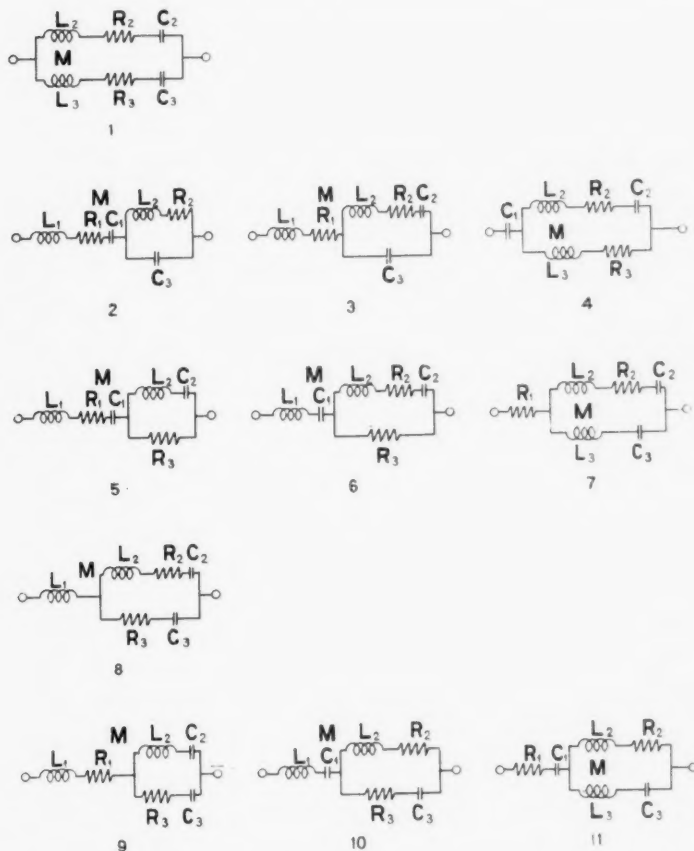 L₂ R₂ C₂
M
L₃ R₃ C₃
1
M L₂ R₂
L₁ R₁ C₁
C₃
2
M L₂ R₂ C₂
L₁ R₁
C₃
3
L₂ R₂ C₂
C₁
M
L₃ R₃
4
M L₂ C₂
L₁ R₁ C₁
R₃
5
M L₂ R₂ C₂
L₁ C₁
R₃
6
L₂ R₂ C₂
R₁
M
L₃ C₃
7
M L₂ R₂ C₂
L₁
R₃ C₃
8
M L₂ C₂
L₁ R₁
R₃ C₃
9
M L₂ R₂
L₁ C₁
R₃ C₃
10
L₂ R₂
R₁ C₁
M
L₃ C₃
11